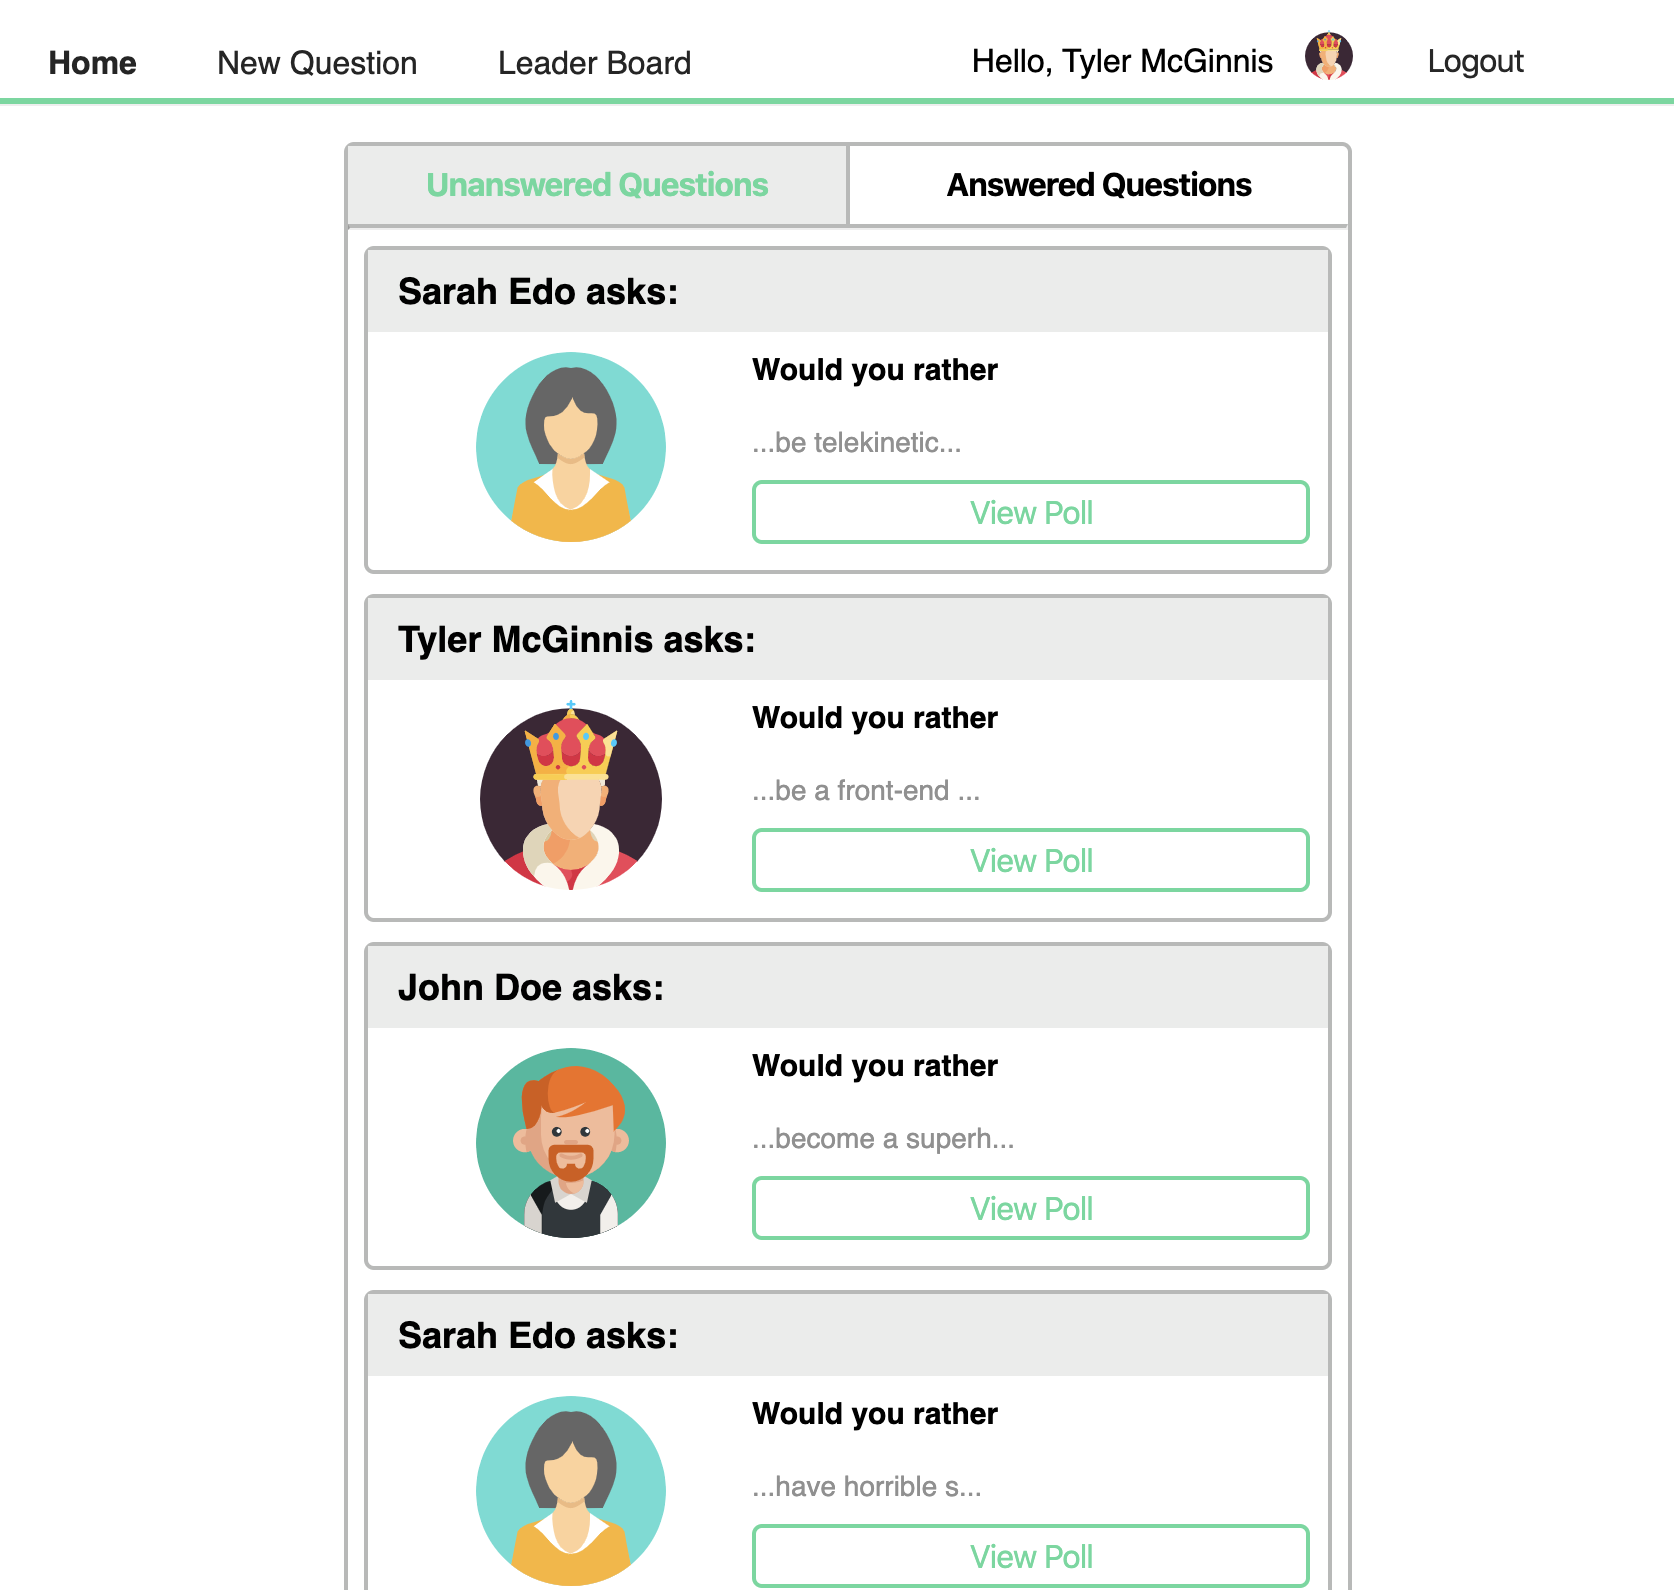 Home New Question Leader Board Hello, Tyler McGinnis Logout
Unanswered Questions Answered Questions
Sarah Edo asks:
Would you rather
...be telekinetic...
View Poll
Tyler McGinnis asks:
Would you rather
...be a front-end ...
View Poll
John Doe asks:
Would you rather
...become a superh...
View Poll
Sarah Edo asks:
Would you rather
...have horrible s...
View Poll